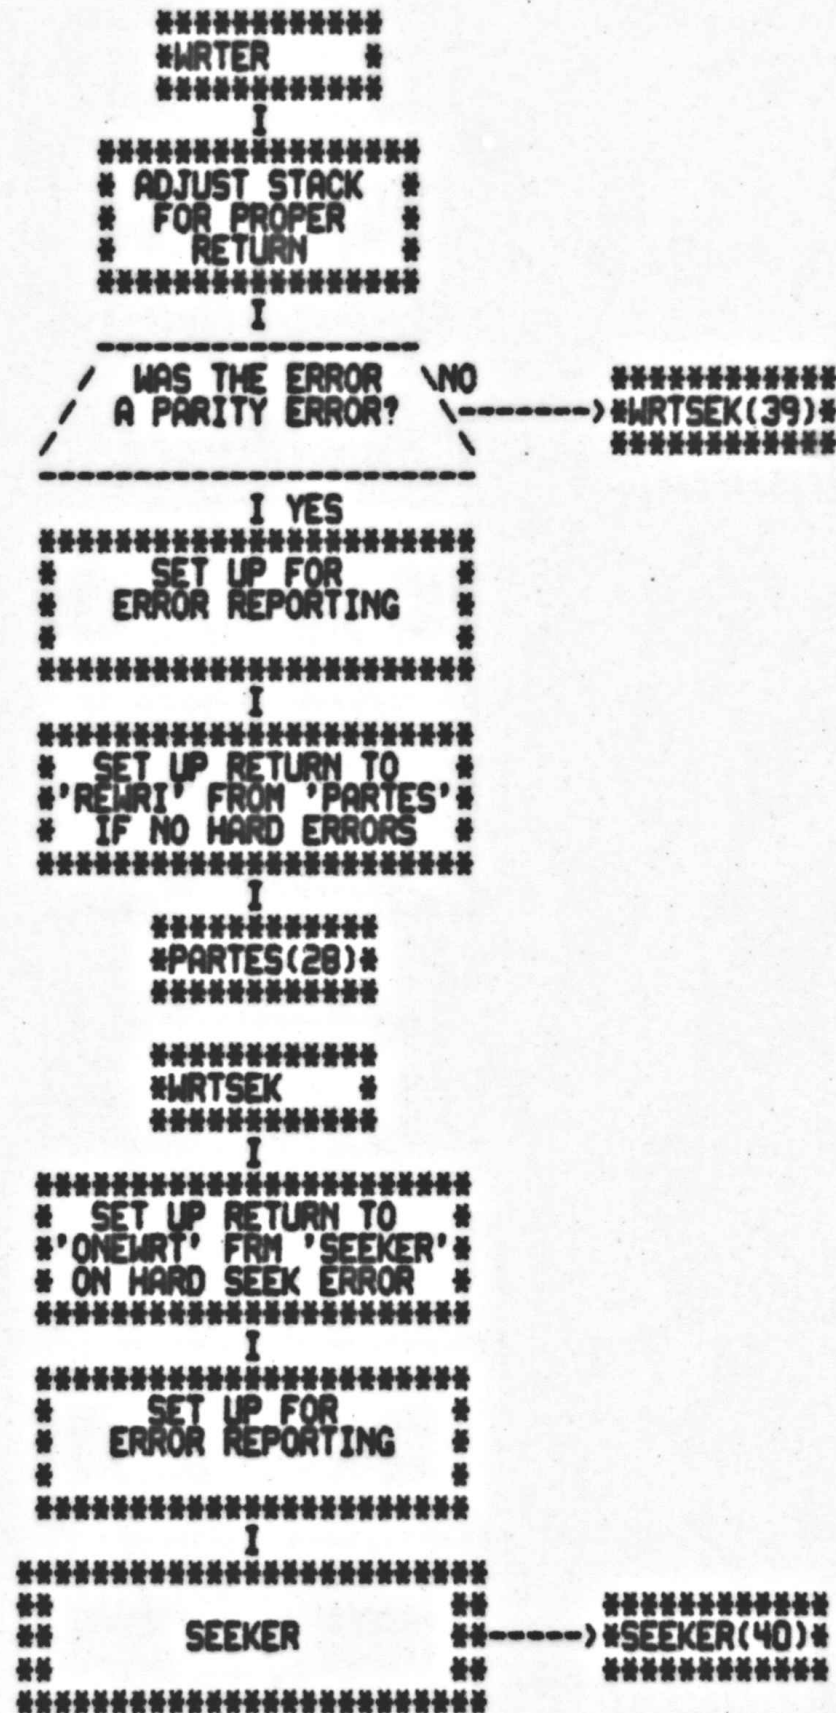 ************
*WRTER     *
************
I
*****************
* ADJUST STACK  *
* FOR PROPER *
* RETURN *
*****************
I
-----------------
/ WAS THE ERROR \NO ************
/ A PARITY ERROR? \------->*WRTSEK(39)*
/ \ ************
-----------------------
I YES
***********************
* SET UP FOR *
* ERROR REPORTING *
* *
***********************
I
***********************
* SET UP RETURN TO *
*'REWRI' FROM 'PARTES'*
* IF NO HARD ERRORS *
***********************
I
************
*PARTES(28)*
************
************
*WRTSEK    *
************
I
***********************
* SET UP RETURN TO *
*'ONEWRT' FRM 'SEEKER'*
* ON HARD SEEK ERROR *
***********************
I
***********************
* SET UP FOR *
* ERROR REPORTING *
* *
***********************
I
*************************
** ** ************
** SEEKER **----->*SEEKER(40)*
** ** ************
*************************